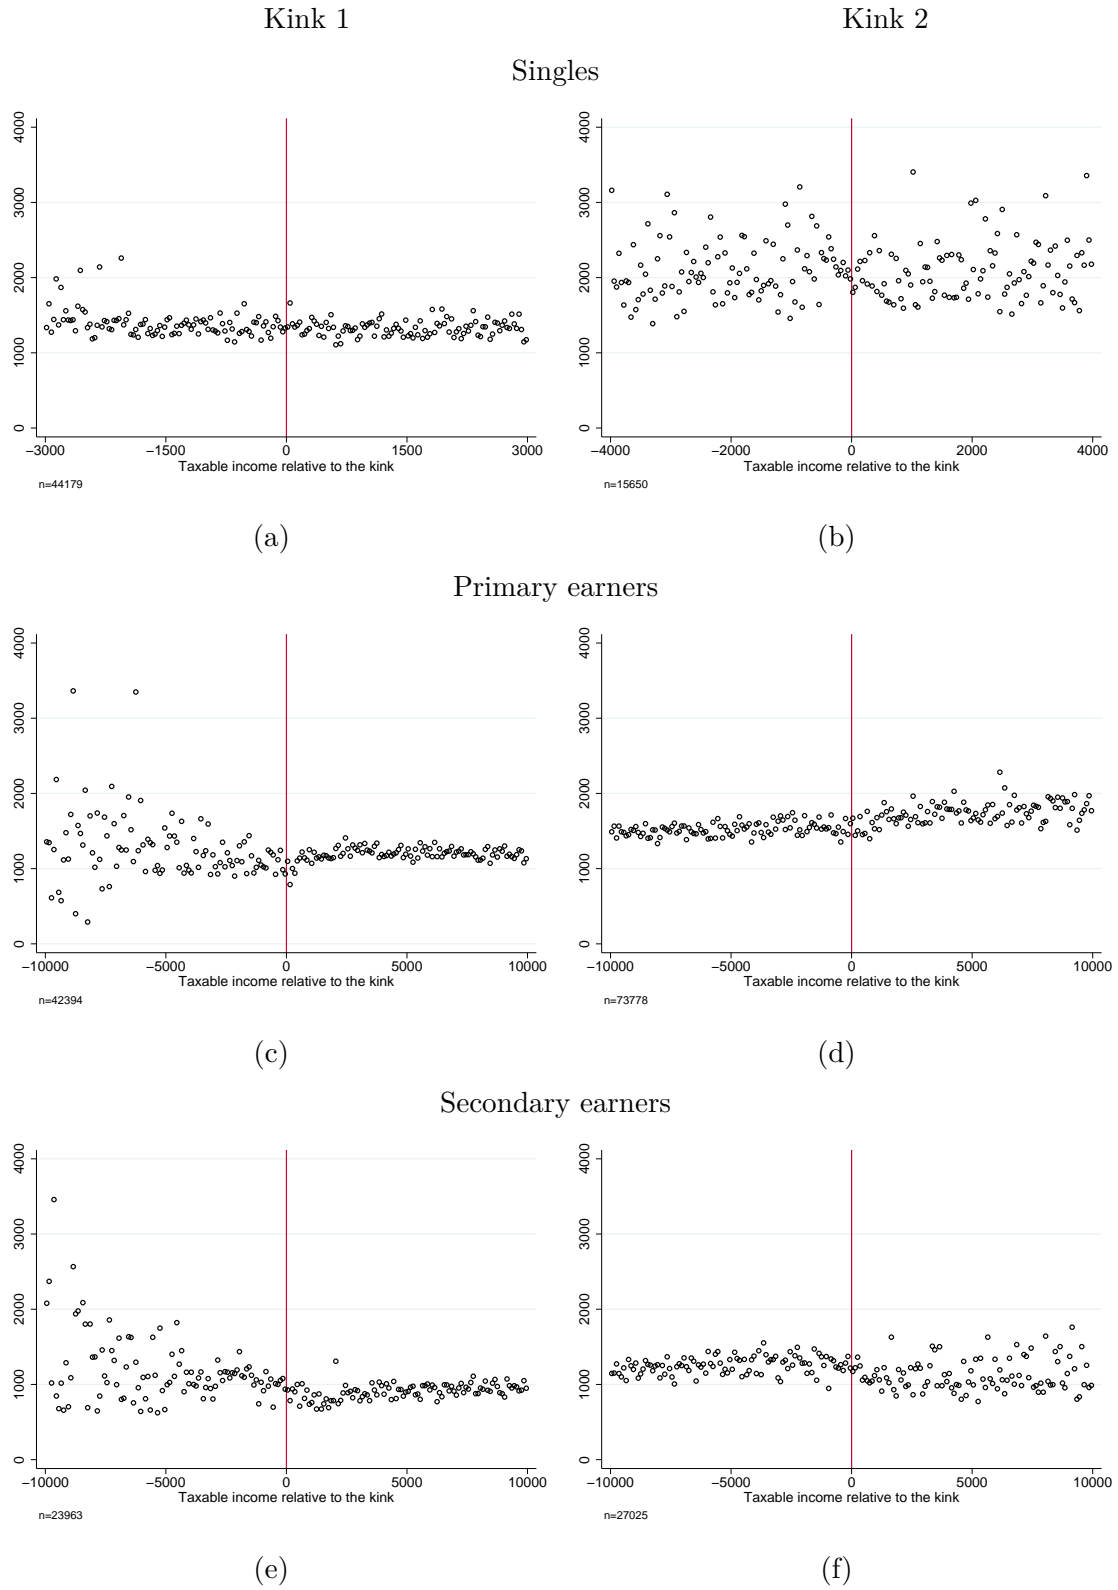 Kink 1 Kink 2
Singles
4000 4000
3000 3000
2000 2000
1000 1000
0 0
−3000 −1500 0 1500 3000 −4000 −2000 0 2000 4000
Taxable income relative to the kink Taxable income relative to the kink
n=44179 n=15650
(a) (b)
Primary earners
4000 4000
3000 3000
2000 2000
1000 1000
0 0
−10000 −5000 0 5000 10000 −10000 −5000 0 5000 10000
Taxable income relative to the kink Taxable income relative to the kink
n=42394 n=73778
(c) (d)
Secondary earners
4000 4000
3000 3000
2000 2000
1000 1000
0 0
−10000 −5000 0 5000 10000 −10000 −5000 0 5000 10000
Taxable income relative to the kink Taxable income relative to the kink
n=23963 n=27025
(e) (f)